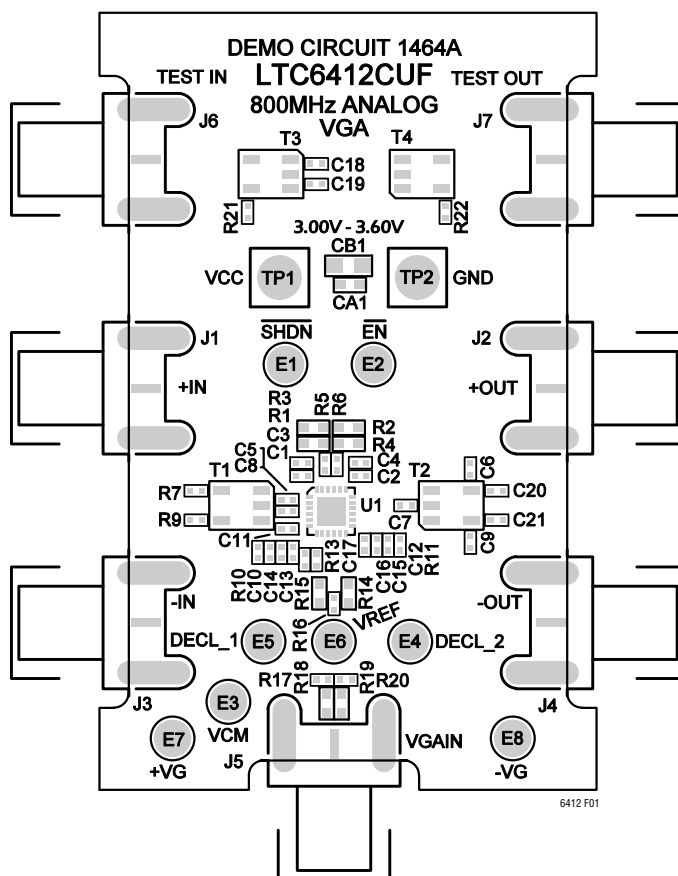 DEMO CIRCUIT 1464A
TEST IN
LTC6412CUF
TEST OUT
800MHz ANALOG
VGA
J6
J7
T3
T4
C18
C19
R21
R22
3.00V - 3.60V
CB1
VCC
TP1
TP2
GND
CA1
SHDN
EN
J1
J2
E1
E2
+IN
+OUT
R3
R1
R5
R6
R2
C3
R4
C5
C1
C8
C4
C2
T1
T2
C6
R7
U1
C20
C7
R9
C21
C9
C11
R10
C10
C14
C13
R13
C17
C16
C15
C12
R11
R15
R14
-IN
-OUT
R16
VREF
DECL_1
E5
E6
E4
DECL_2
R17
R18
R19
R20
E3
J3
J4
VCM
E7
E8
J5
VGAIN
+VG
-VG
6412 F01